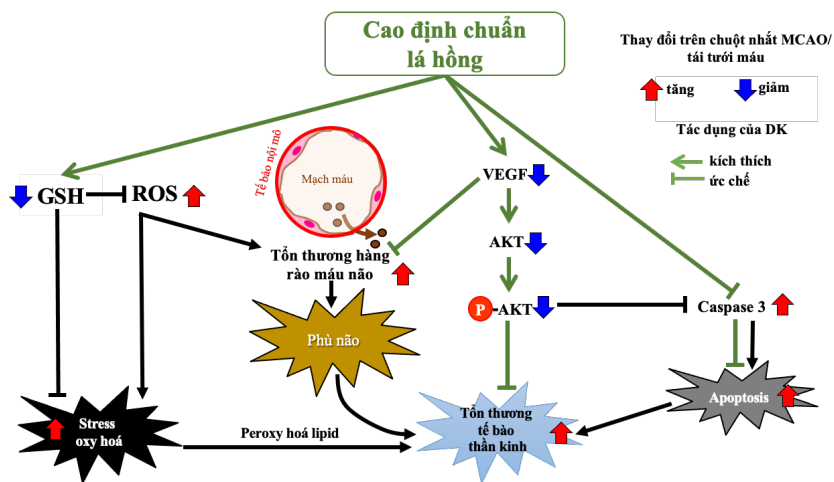 Cao định chuẩn
lá hồng
Thay đổi trên chuột nhắt MCAO/
tái tưới máu
tăng
giảm
Tác dụng của DK
kích thích
ức chế
Tế bào nội mô
Mạch máu
GSH
ROS
VEGF
AKT
P
-AKT
Tổn thương hàng
rào máu não
Caspase 3
Phù não
Apoptosis
Stress
oxy hoá
Peroxy hoá lipid
Tổn thương
tế bào
thần kinh